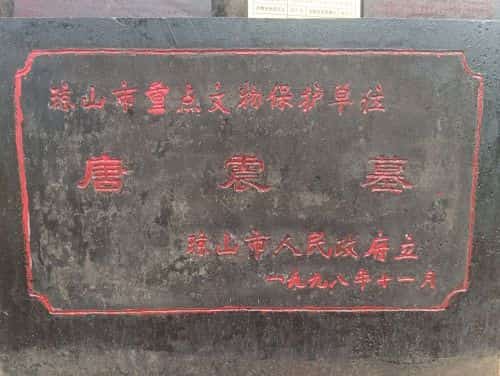 琼山市重点文物保护单位
唐震墓
琼山市人民政府立
一九九八年十一月